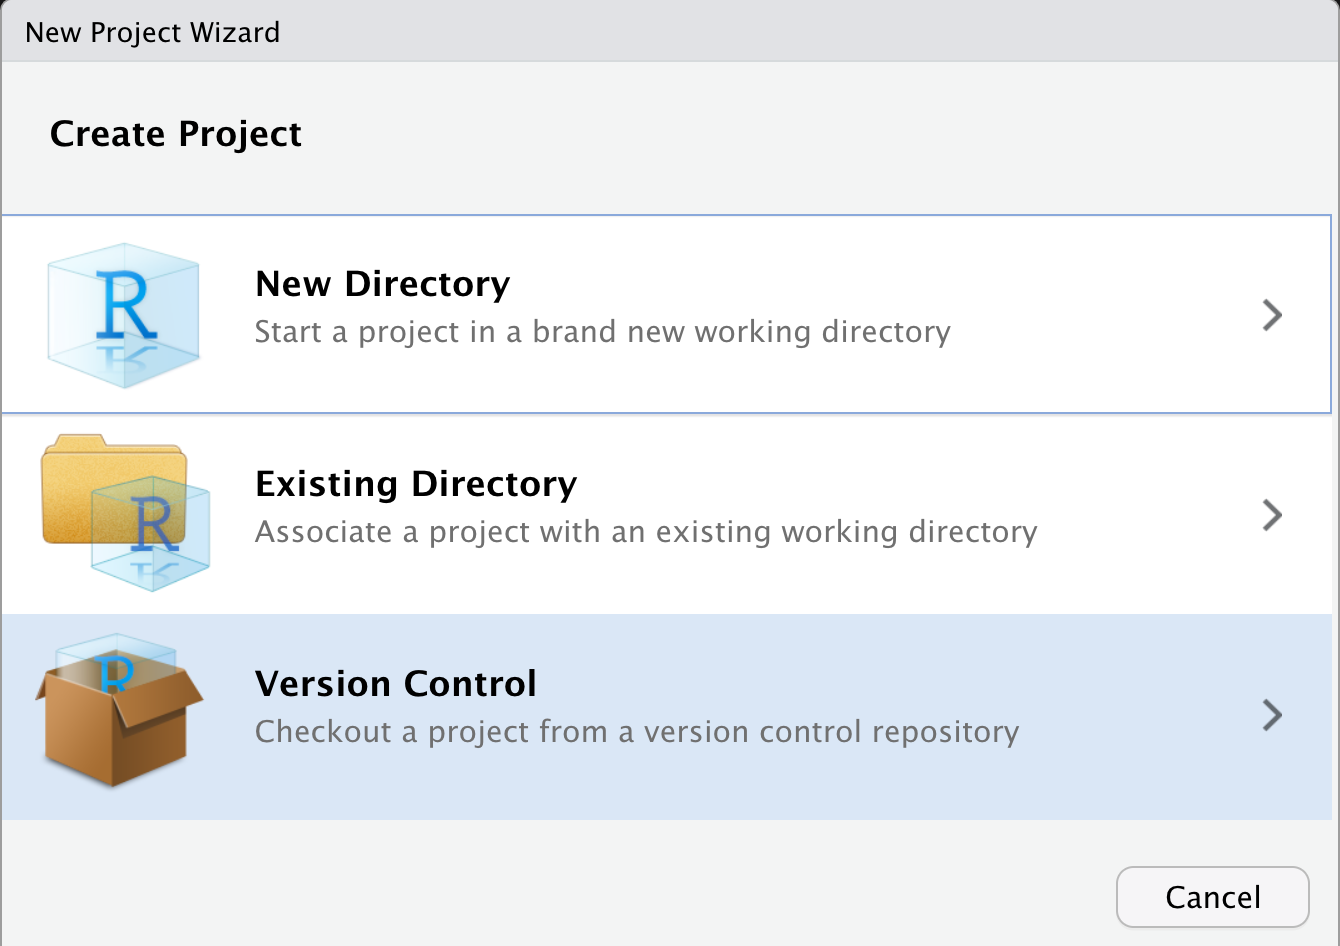 New Project Wizard
Create Project
R
New Directory
Start a project in a brand new working directory
R
Existing Directory
Associate a project with an existing working directory
R
Version Control
Checkout a project from a version control repository
Cancel